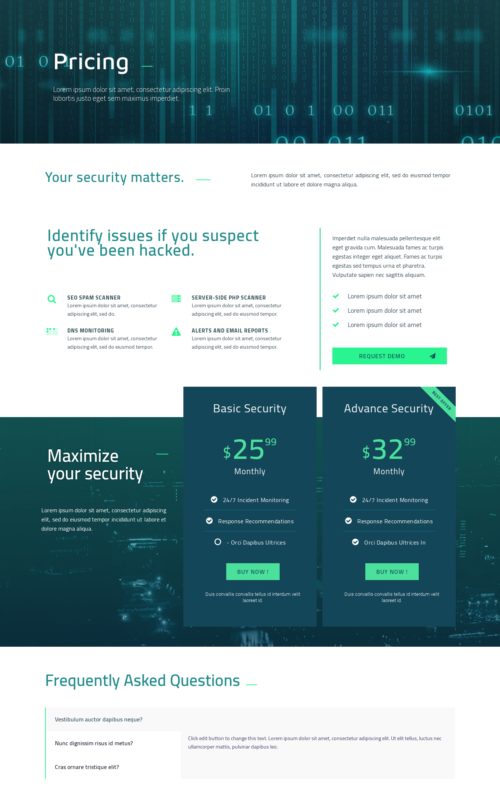 Pricing
Lorem ipsum dolor sit amet, consectetur adipiscing elit. Proin
lobortis justo eget sem maximus imperdiet.
01 0
1 1 01 0 1 00 011 0101
00 011
Your security matters.
Lorem ipsum dolor sit amet, consectetur adipiscing elit, sed do eiusmod tempor
incididunt ut labore et dolore magna aliqua.
Identify issues if you suspect
you've been hacked.
SEO SPAM SCANNER
Lorem ipsum dolor sit amet, consectetur
adipiscing elit, sed do.
SERVER-SIDE PHP SCANNER
Lorem ipsum dolor sit amet, consectetur
adipiscing elit, sed do eiusmod tempor.
DNS MONITORING
Lorem ipsum dolor sit amet, consectetur
adipiscing elit, sed do eiusmod tempor.
ALERTS AND EMAIL REPORTS
Lorem ipsum dolor sit amet, consectetur
adipiscing elit, sed do eiusmod tempor.
Imperdiet nulla malesuada pellentesque elit
eget gravida cum. Malesuada fames ac turpis
egestas integer eget aliquet. Fames ac turpis
egestas sed tempus urna et pharetra.
Vulputate sapien nec sagittis aliquam.
Lorem ipsum dolor sit amet
Lorem ipsum dolor sit amet
Lorem ipsum dolor sit amet
REQUEST DEMO
Maximize
your security
Lorem ipsum dolor sit amet, consectetur adipiscing
elit, sed do eiusmod tempor incididunt ut labore et
dolore magna aliqua.
Basic Security
$25.99
Monthly
24/7 Incident Monitoring
Response Recommendations
- Orci Dapibus Ultrices
BUY NOW !
Duis convallis convallis tellus id interdum velit
laoreet id.
BEST OFFER
Advance Security
$32.99
Monthly
24/7 Incident Monitoring
Response Recommendations
Orci Dapibus Ultrices In
BUY NOW !
Duis convallis convallis tellus id interdum velit
laoreet id.
Frequently Asked Questions
Vestibulum auctor dapibus neque?
Nunc dignissim risus id metus?
Cras ornare tristique elit?
Click edit button to change this text. Lorem ipsum dolor sit amet, consectetur adipiscing elit. Ut elit tellus, luctus nec
ullamcorper mattis, pulvinar dapibus leo.